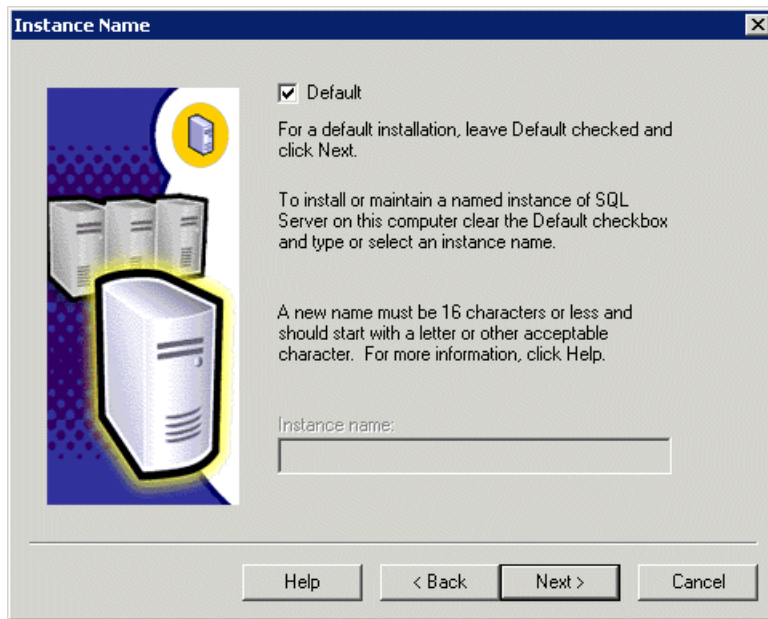 Instance Name
Default
For a default installation, leave Default checked and
click Next.
To install or maintain a named instance of SQL
Server on this computer clear the Default checkbox
and type or select an instance name.
A new name must be 16 characters or less and
should start with a letter or other acceptable
character.  For more information, click Help.
Instance name:
Help
< Back
Next >
Cancel